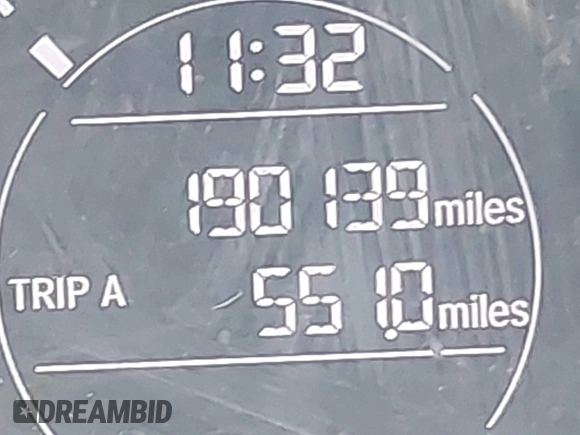 11:32
190139 miles
TRIP A 551.0 miles
DREAMBID